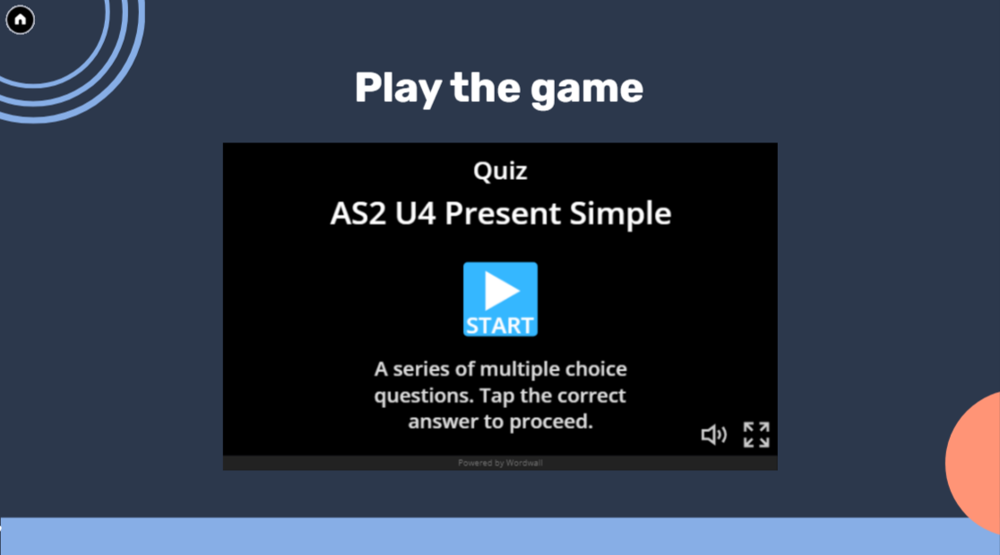 Play the game
Quiz
AS2 U4 Present Simple
START
A series of multiple choice
questions. Tap the correct
answer to proceed.
Powered by Wordwall